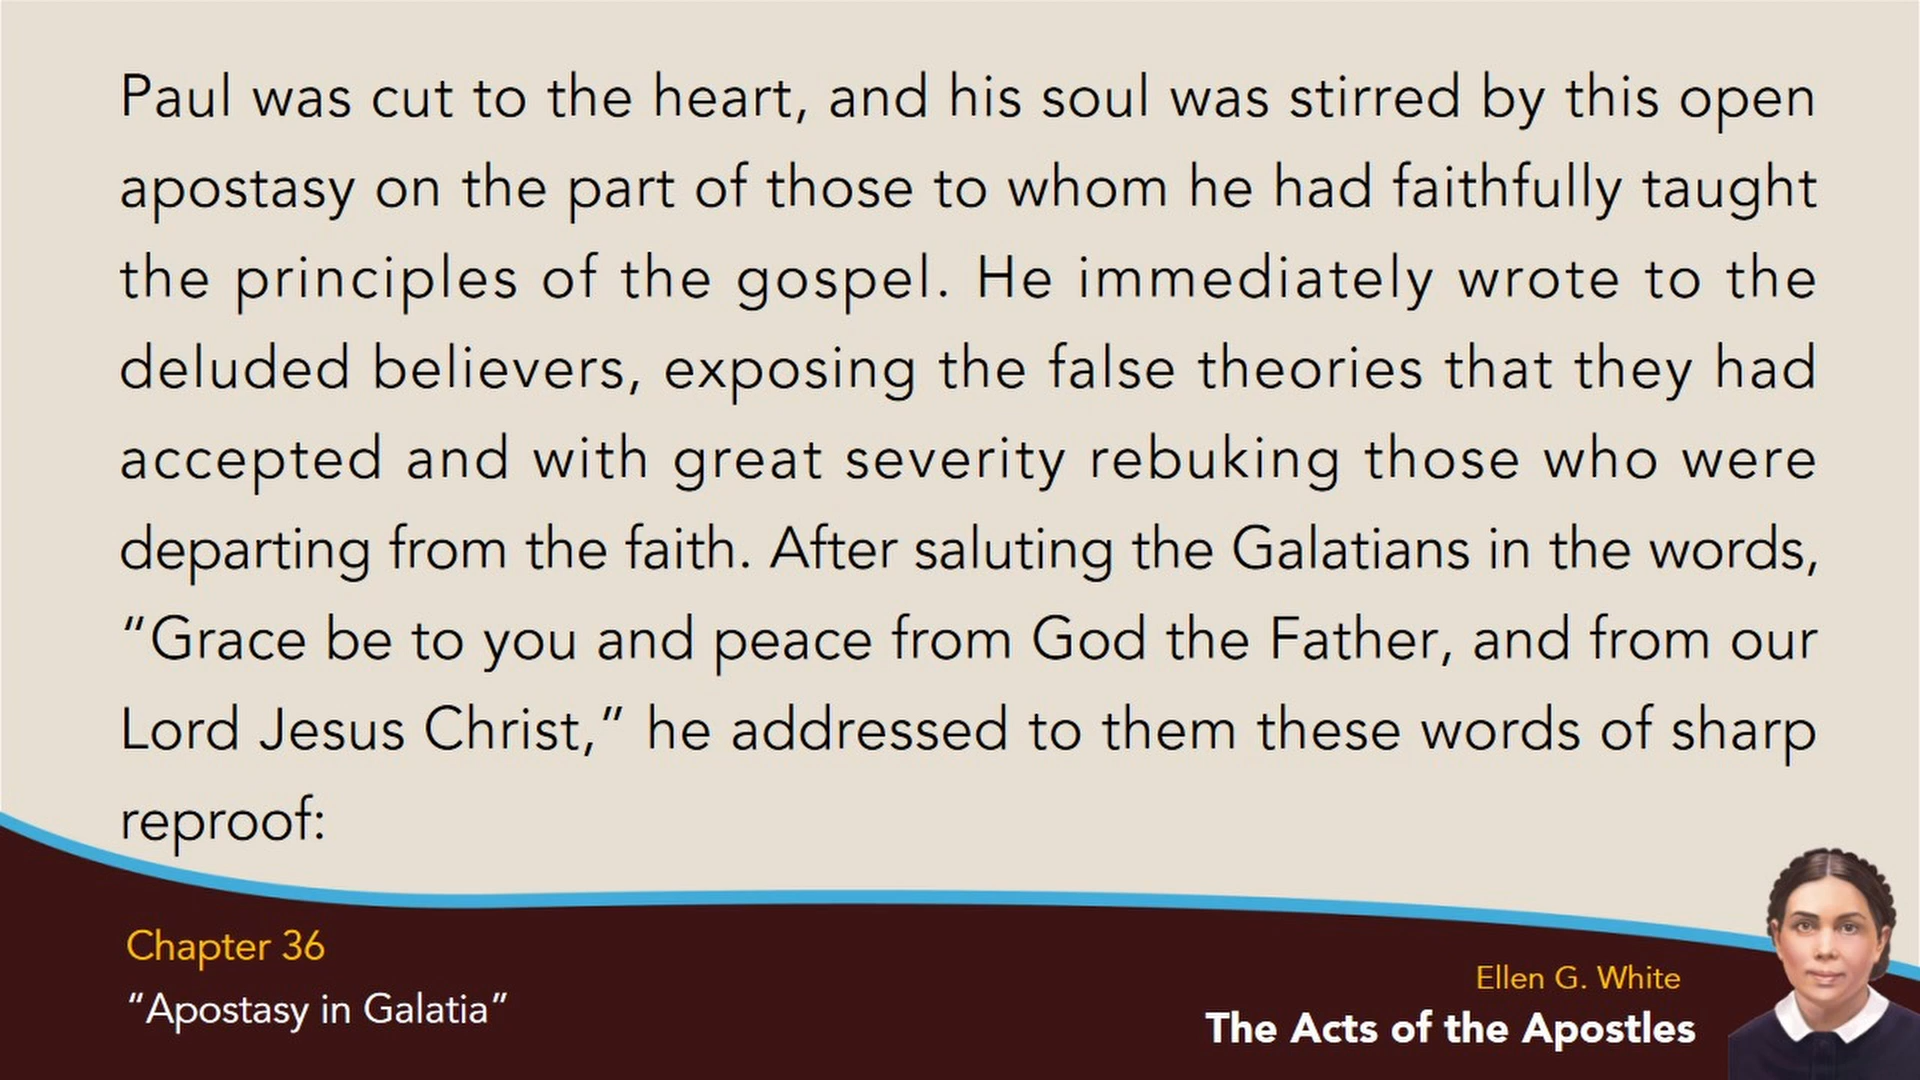 Paul was cut to the heart, and his soul was stirred by this open
apostasy on the part of those to whom he had faithfully taught
the principles of the gospel. He immediately wrote to the
deluded believers, exposing the false theories that they had
accepted and with great severity rebuking those who were
departing from the faith. After saluting the Galatians in the words,
“Grace be to you and peace from God the Father, and from our
Lord Jesus Christ,” he addressed to them these words of sharp
reproof:
Chapter 36
“Apostasy in Galatia”
Ellen G. White
The Acts of the Apostles